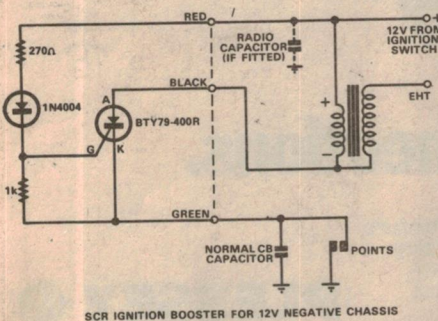 RED
RADIO
CAPACITOR
(IF FITTED)
+
12V FROM
IGNITION
SWITCH
270Ω
BLACK
1N4004
A
BTY79-400R
G
K
+
EHT
−
1k
GREEN
NORMAL CB
CAPACITOR
POINTS
SCR IGNITION BOOSTER FOR 12V NEGATIVE CHASSIS